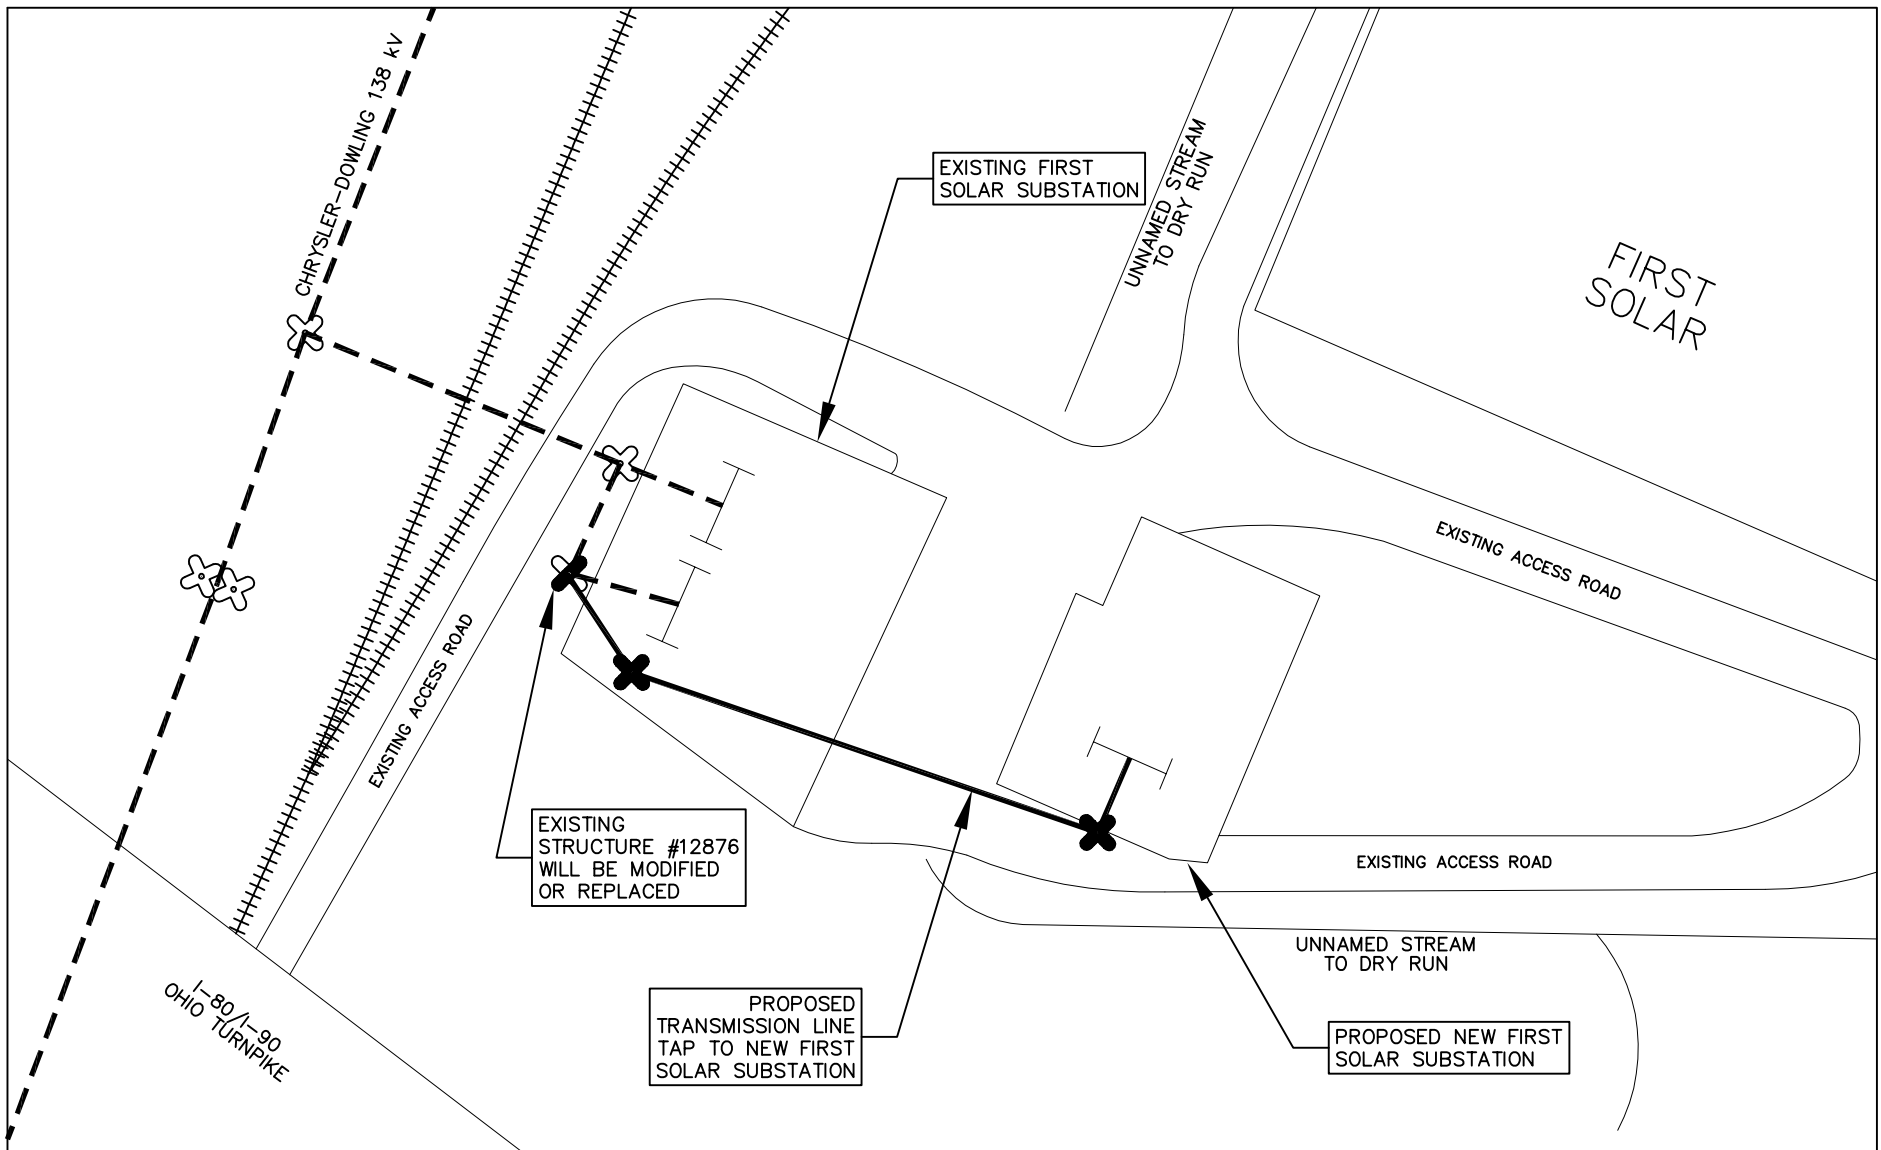 CHRYSLER-DOWLING 138 kV
EXISTING FIRST
SOLAR SUBSTATION
UNNAMED STREAM
TO DRY RUN
FIRST
SOLAR
EXISTING ACCESS ROAD
EXISTING ACCESS ROAD
EXISTING
STRUCTURE #12876
WILL BE MODIFIED
OR REPLACED
EXISTING ACCESS ROAD
UNNAMED STREAM
TO DRY RUN
I-80/I-90
OHIO TURNPIKE
PROPOSED
TRANSMISSION LINE
TAP TO NEW FIRST
SOLAR SUBSTATION
PROPOSED NEW FIRST
SOLAR SUBSTATION